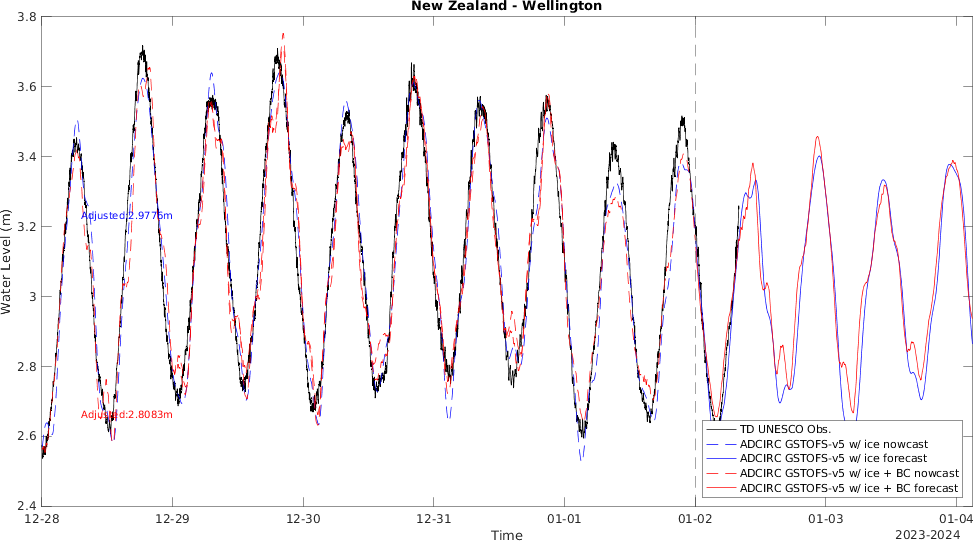 New Zealand - Wellington
3.8
3.6
3.4
3.2
3
2.8
2.6
2.4
Water Level (m)
Adjusted:2.9776m
Adjusted:2.8083m
TD UNESCO Obs.
ADCIRC GSTOFS-v5 w/ ice nowcast
ADCIRC GSTOFS-v5 w/ ice forecast
ADCIRC GSTOFS-v5 w/ ice + BC nowcast
ADCIRC GSTOFS-v5 w/ ice + BC forecast
12-28 12-29 12-30 12-31 01-01 01-02 01-03 01-04
Time
2023-2024